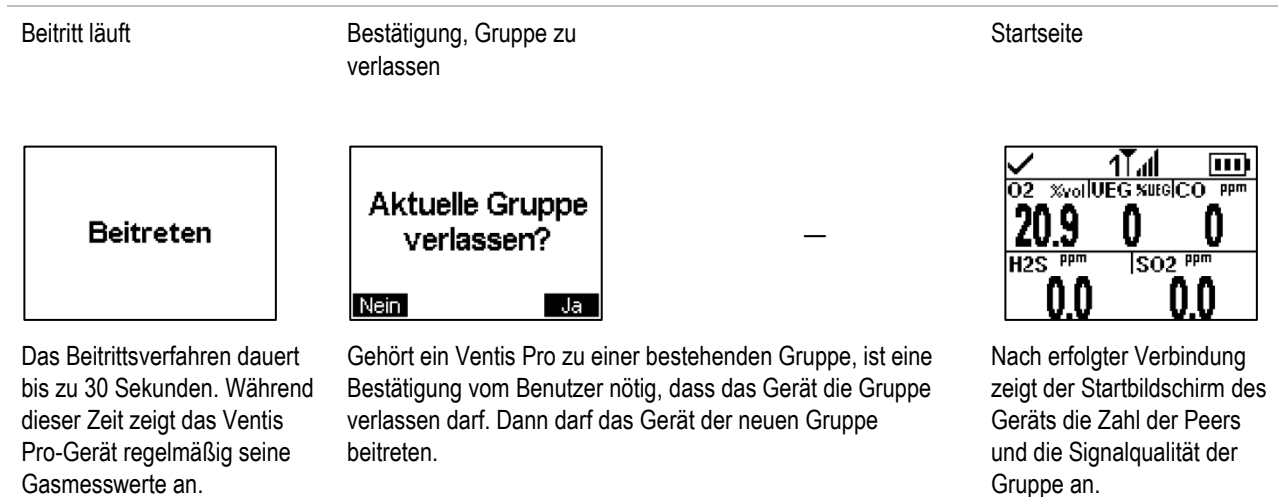 Beitritt läuft
Bestätigung, Gruppe zu
verlassen
Startseite
Beitreten
Aktuelle Gruppe
verlassen?
Nein Ja
—
1
O2 %vol UEG %UEG CO ppm
20.9 0 0
H2S ppm SO2 ppm
0.0 0.0
Das Beitrittsverfahren dauert
bis zu 30 Sekunden. Während
dieser Zeit zeigt das Ventis
Pro-Gerät regelmäßig seine
Gasmesswerte an.
Gehört ein Ventis Pro zu einer bestehenden Gruppe, ist eine
Bestätigung vom Benutzer nötig, dass das Gerät die Gruppe
verlassen darf. Dann darf das Gerät der neuen Gruppe
beitreten.
Nach erfolgter Verbindung
zeigt der Startbildschirm des
Geräts die Zahl der Peers
und die Signalqualität der
Gruppe an.